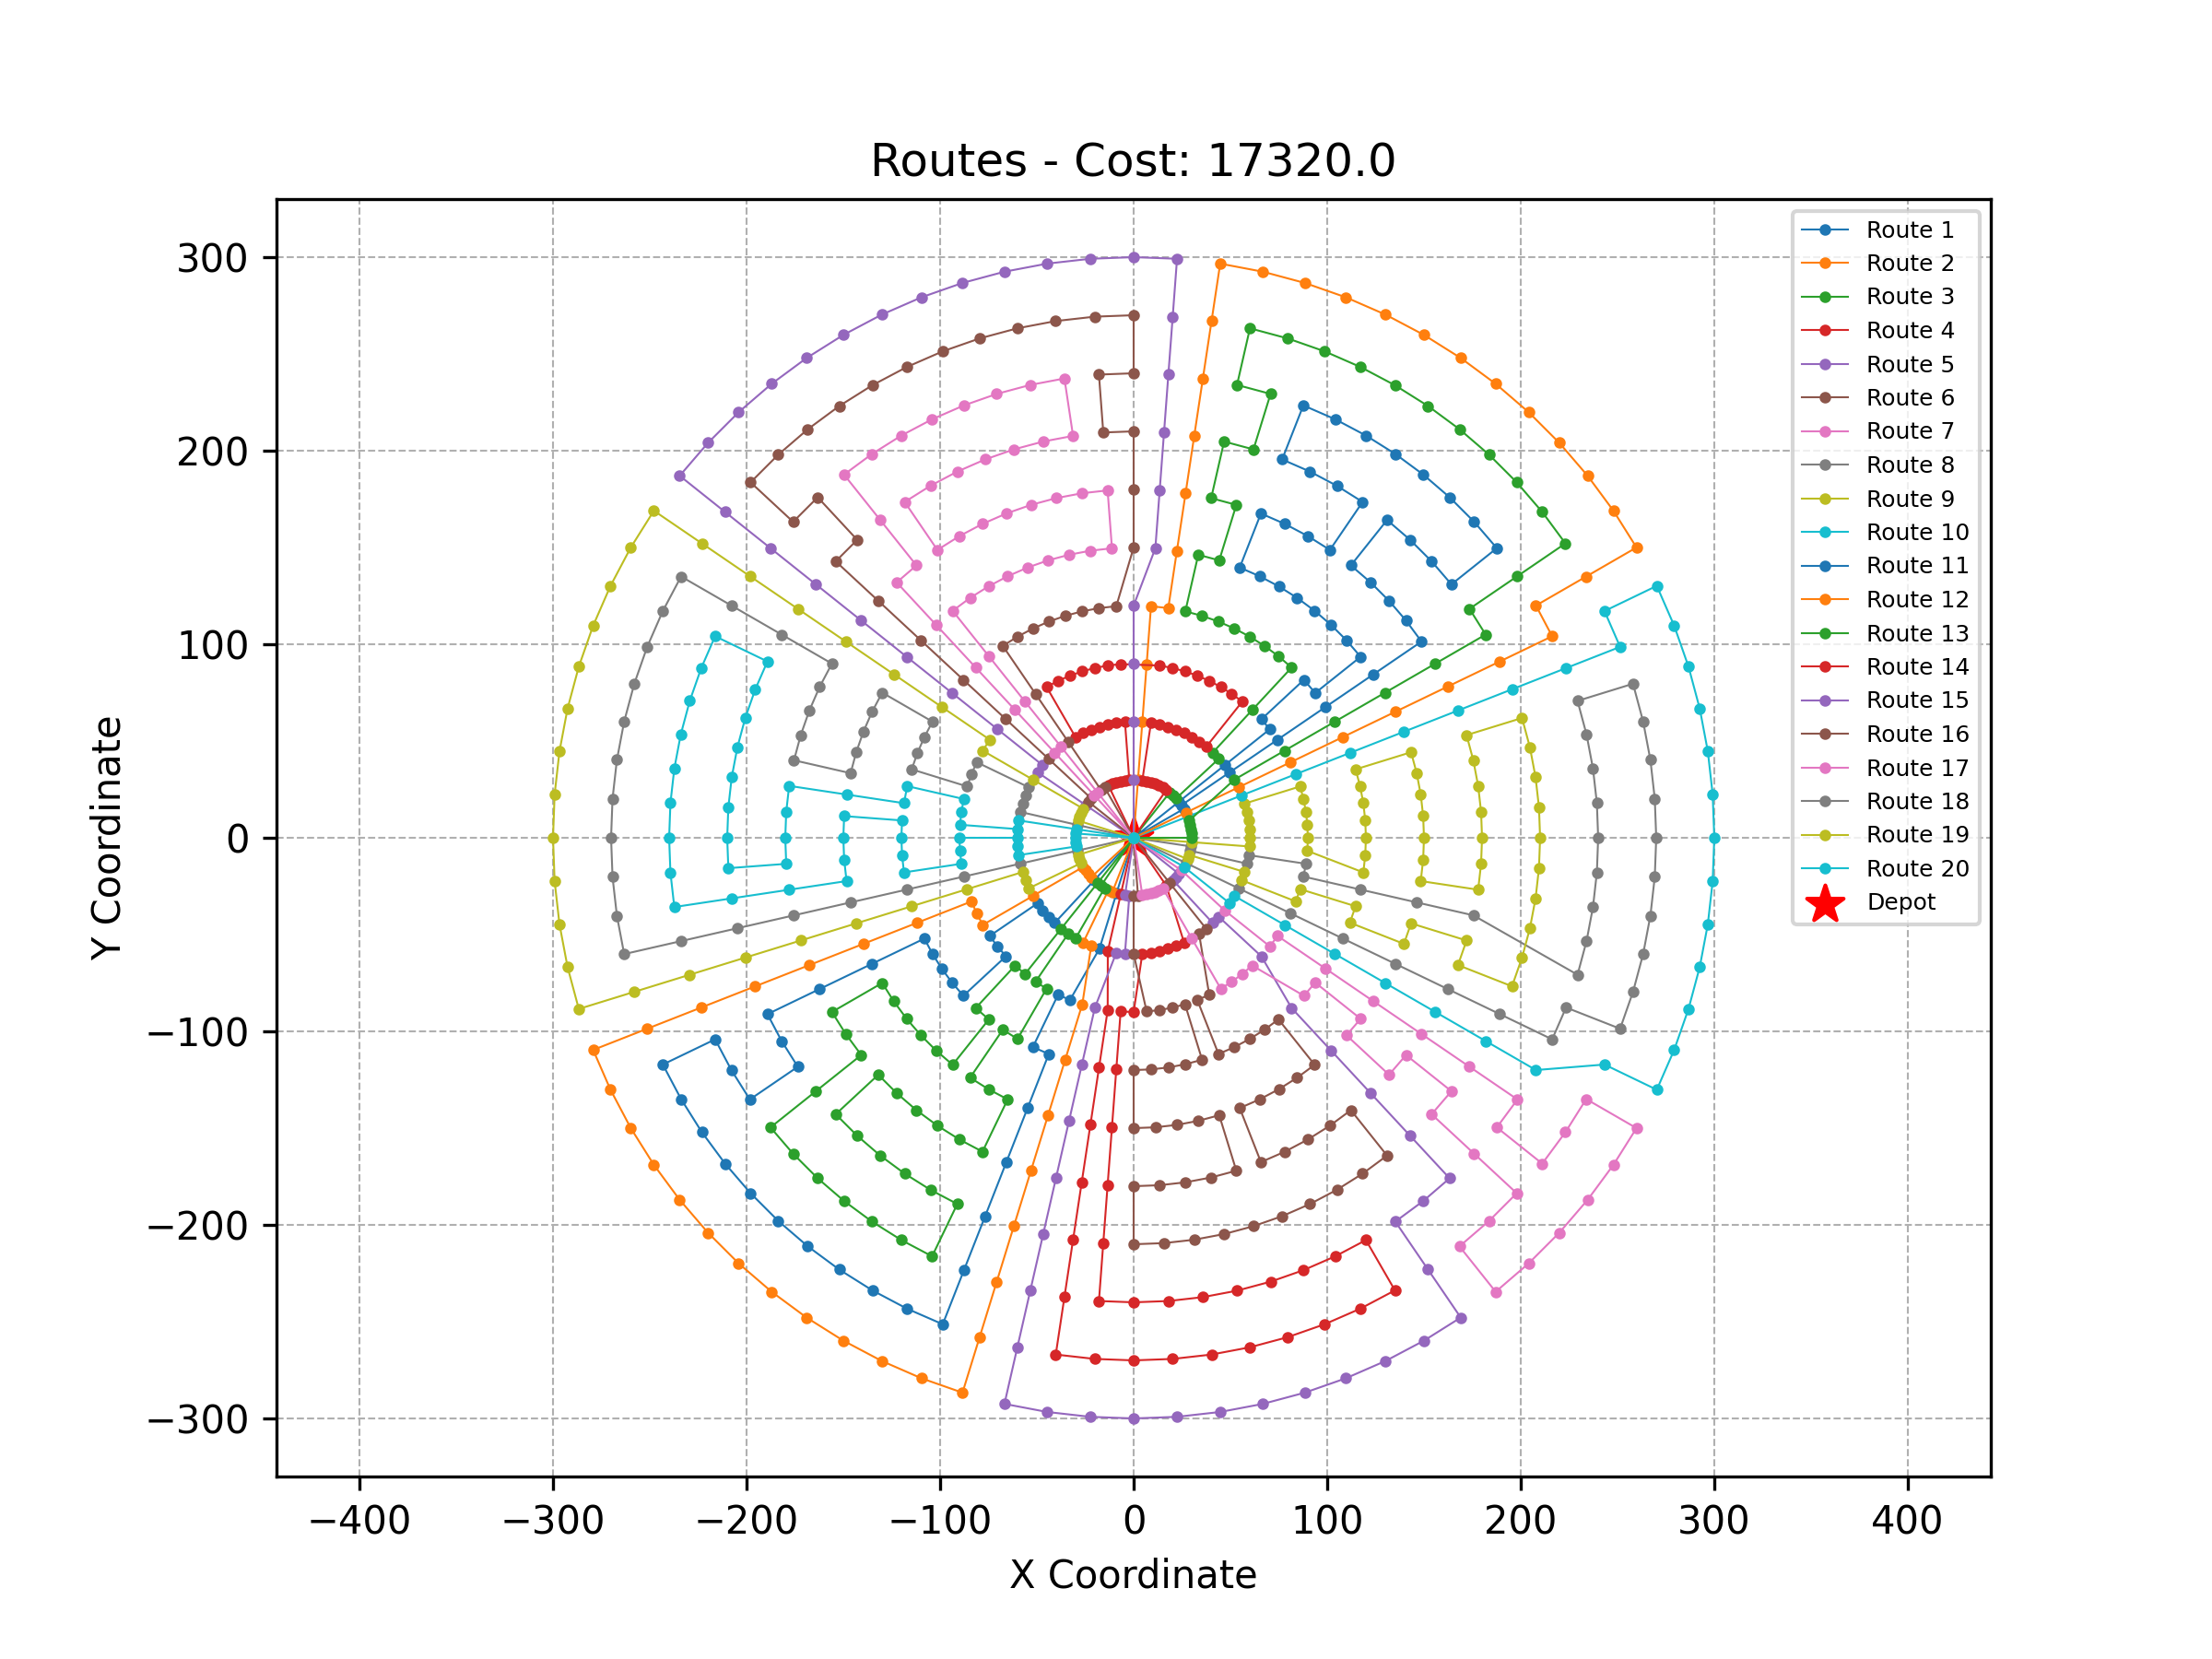 Routes - Cost: 17320.0
Route 1
Route 2
Route 3
Route 4
Route 5
Route 6
Route 7
Route 8
Route 9
Route 10
Route 11
Route 12
Route 13
Route 14
Route 15
Route 16
Route 17
Route 18
Route 19
Route 20
Depot
300
200
100
0
−100
−200
−300
Y Coordinate
−400
−300
−200
−100
0
100
200
300
400
X Coordinate